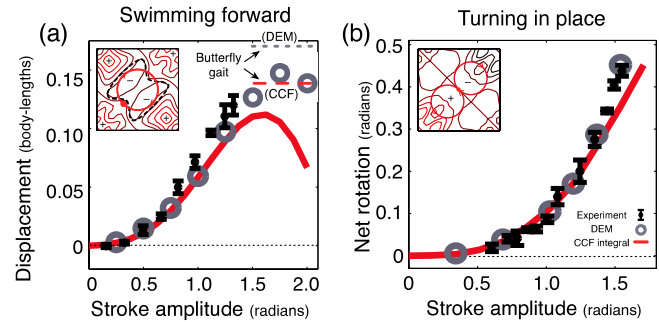 Swimming forward
(a)
(DEM)
Butterfly
gait
(CCF)
+
+
+
+
−
−
Displacement (body-lengths)
0.15
0.10
0.05
0
0 0.5 1.0 1.5 2.0
Stroke amplitude (radians)
Turning in place
(b)
+
−
−
Net rotation (radians)
0.5
0.4
0.3
0.2
0.1
0
Experiment
DEM
CCF integral
0 0.5 1.0 1.5
Stroke amplitude (radians)